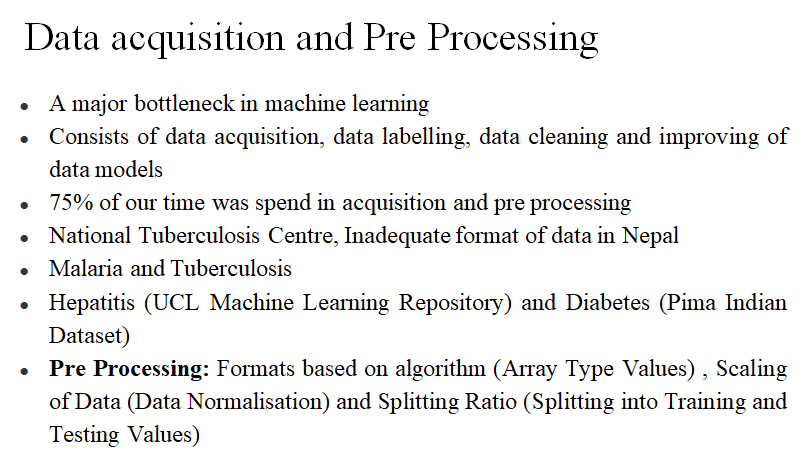 Data acquisition and Pre Processing
• A major bottleneck in machine learning
• Consists of data acquisition, data labelling, data cleaning and improving of
data models
• 75% of our time was spend in acquisition and pre processing
• National Tuberculosis Centre, Inadequate format of data in Nepal
• Malaria and Tuberculosis
• Hepatitis (UCL Machine Learning Repository) and Diabetes (Pima Indian
Dataset)
• Pre Processing: Formats based on algorithm (Array Type Values) , Scaling
of Data (Data Normalisation) and Splitting Ratio (Splitting into Training and
Testing Values)